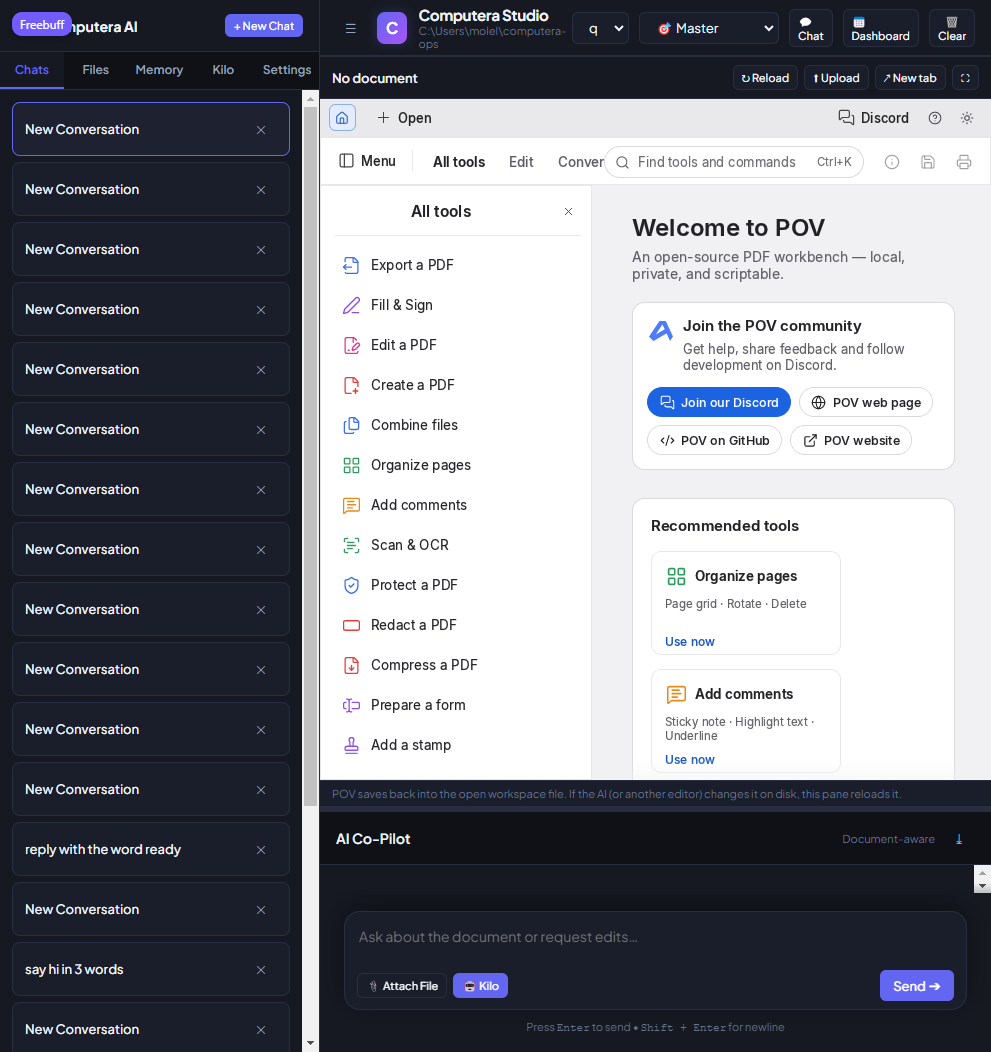 Freebuff
mputera AI
+ New Chat
Chats
Files
Memory
Kilo
Settings
New Conversation
New Conversation
New Conversation
New Conversation
New Conversation
New Conversation
New Conversation
New Conversation
New Conversation
New Conversation
New Conversation
New Conversation
reply with the word ready
New Conversation
say hi in 3 words
New Conversation
C
Computera Studio
C:\Users\molel\computera-
ops
q
Master
Chat
Dashboard
Clear
No document
Reload
Upload
New tab
Open
Discord
Menu
All tools
Edit
Conver
Find tools and commands
Ctrl+K
All tools
Export a PDF
Fill & Sign
Edit a PDF
Create a PDF
Combine files
Organize pages
Add comments
Scan & OCR
Protect a PDF
Redact a PDF
Compress a PDF
Prepare a form
Add a stamp
Welcome to POV
An open-source PDF workbench — local,
private, and scriptable.
Join the POV community
Get help, share feedback and follow
development on Discord.
Join our Discord
POV web page
POV on GitHub
POV website
Recommended tools
Organize pages
Page grid · Rotate · Delete
Use now
Add comments
Sticky note · Highlight text ·
Underline
Use now
POV saves back into the open workspace file. If the AI (or another editor) changes it on disk, this pane reloads it.
AI Co-Pilot
Document-aware
Ask about the document or request edits...
Attach File
Kilo
Send →
Press Enter to send • Shift + Enter for newline